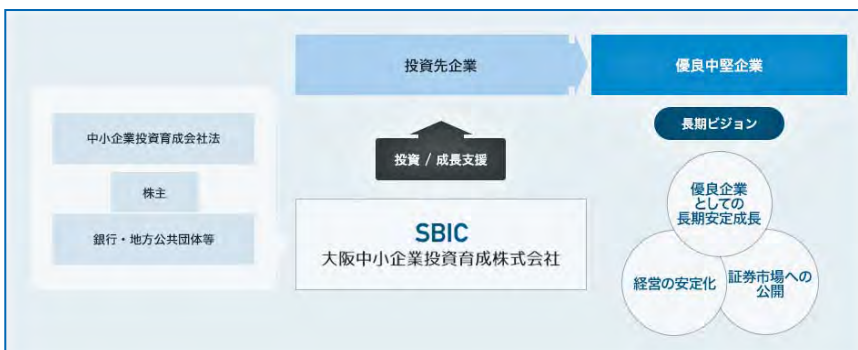 中小企業投資育成会社法
株主
銀行・地方公共団体等
投資先企業
投資 / 成長支援
SBIC
大阪中小企業投資育成株式会社
優良中堅企業
長期ビジョン
優良企業
としての
長期安定成長
経営の安定化
証券市場への
公開